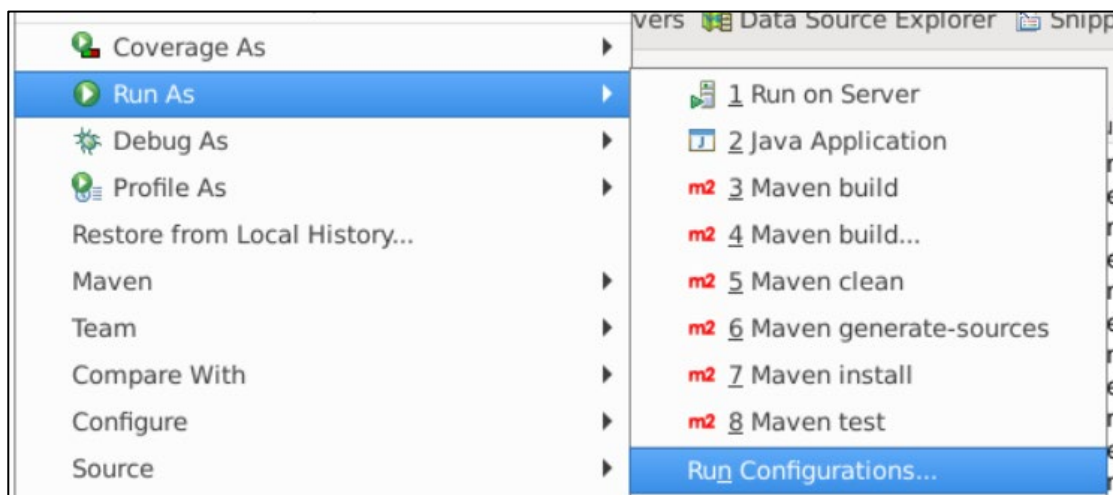 vers Data Source Explorer Snipp
Coverage As
Run As
Debug As
Profile As
Restore from Local History...
Maven
Team
Compare With
Configure
Source
1 Run on Server
2 Java Application
m2 3 Maven build
m2 4 Maven build...
m2 5 Maven clean
m2 6 Maven generate-sources
m2 7 Maven install
m2 8 Maven test
Run Configurations...